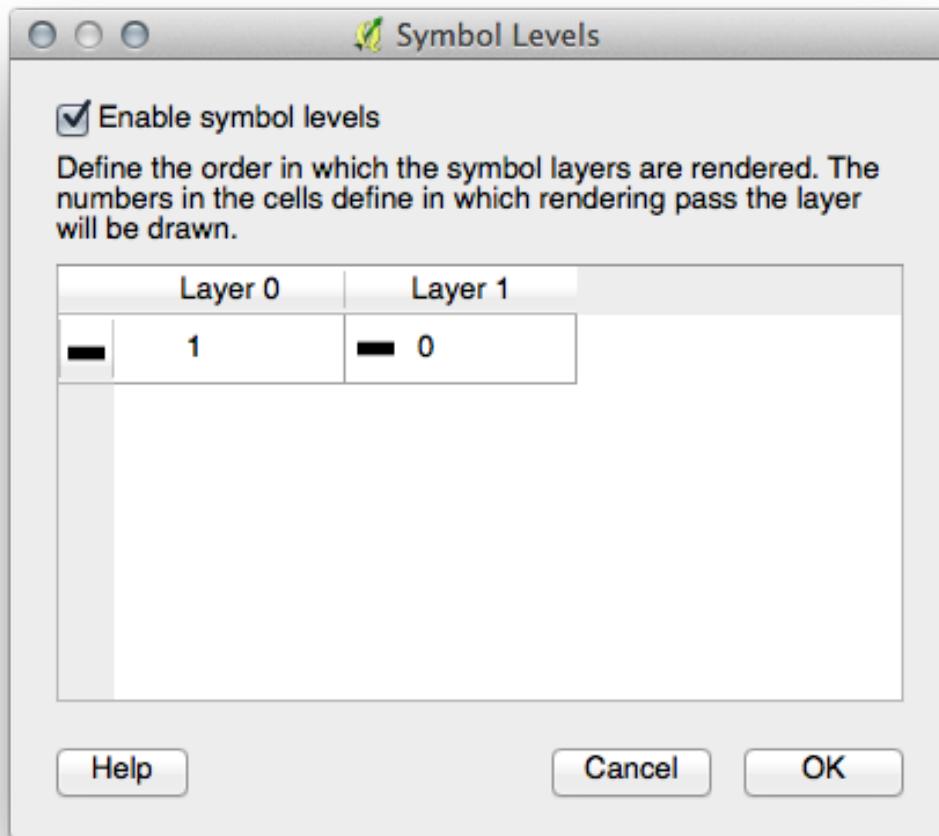 Symbol Levels
Enable symbol levels
Define the order in which the symbol layers are rendered. The
numbers in the cells define in which rendering pass the layer
will be drawn.
Layer 0 Layer 1
1 0
Help Cancel OK